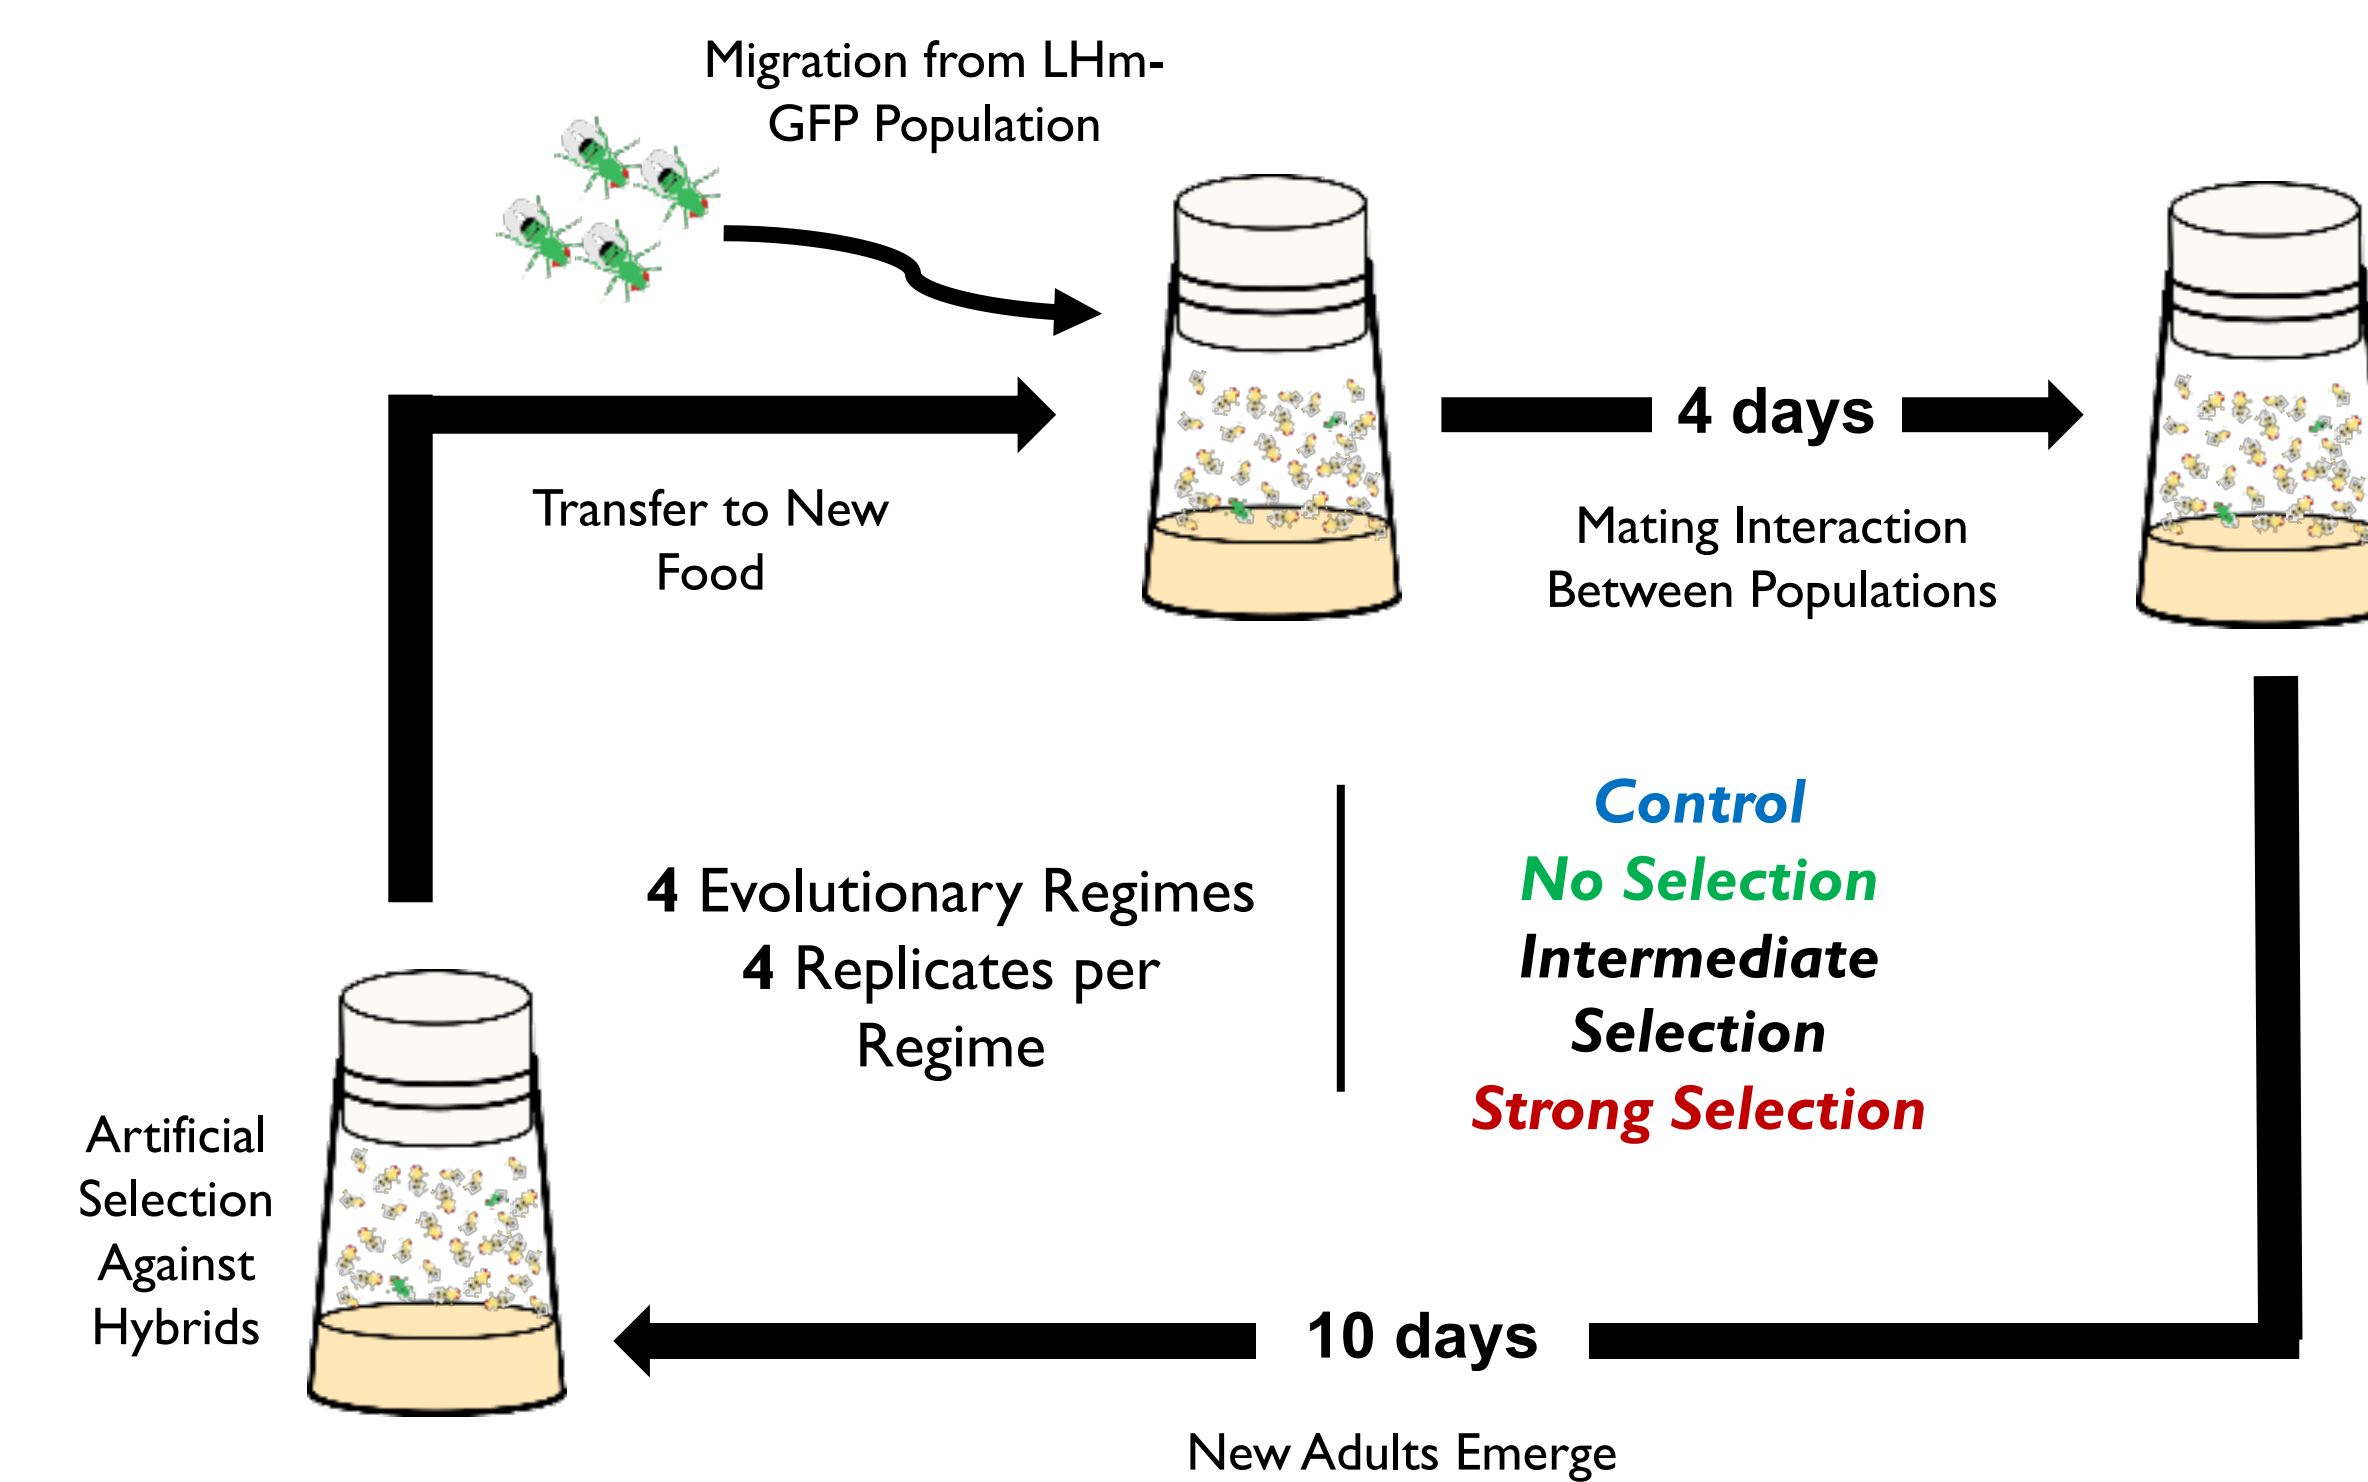 Migration from LHm-
GFP Population
Transfer to New
Food
4 days
Mating Interaction
Between Populations
4 Evolutionary Regimes
4 Replicates per
Regime
Control
No Selection
Intermediate
Selection
Strong Selection
Artificial
Selection
Against
Hybrids
10 days
New Adults Emerge